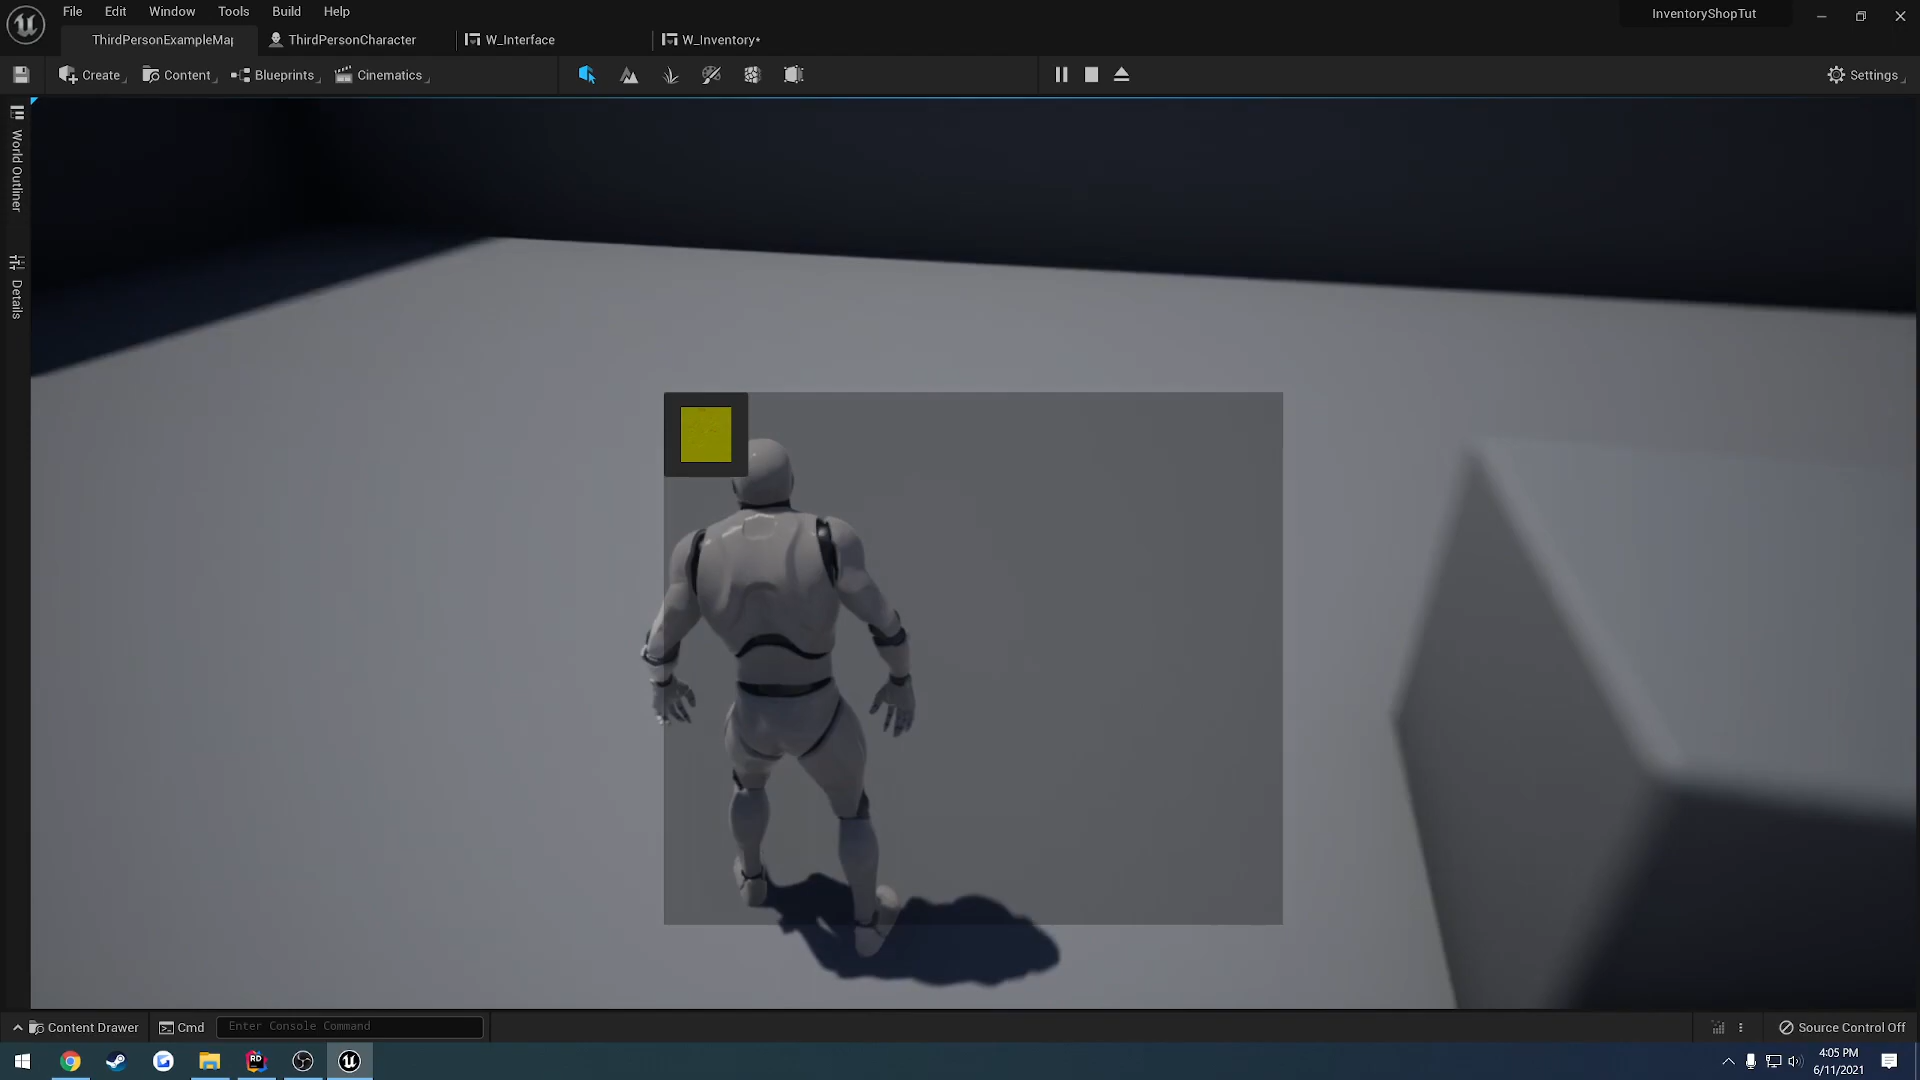 File Edit Window Tools Build Help
InventoryShopTut
ThirdPersonExampleMap
ThirdPersonCharacter
W_Interface
W_Inventory*
Create
Content
Blueprints
Cinematics
Settings
World Outliner
Details
Content Drawer
Cmd
Enter Console Command
Source Control Off
RD
4:05 PM
6/11/2021